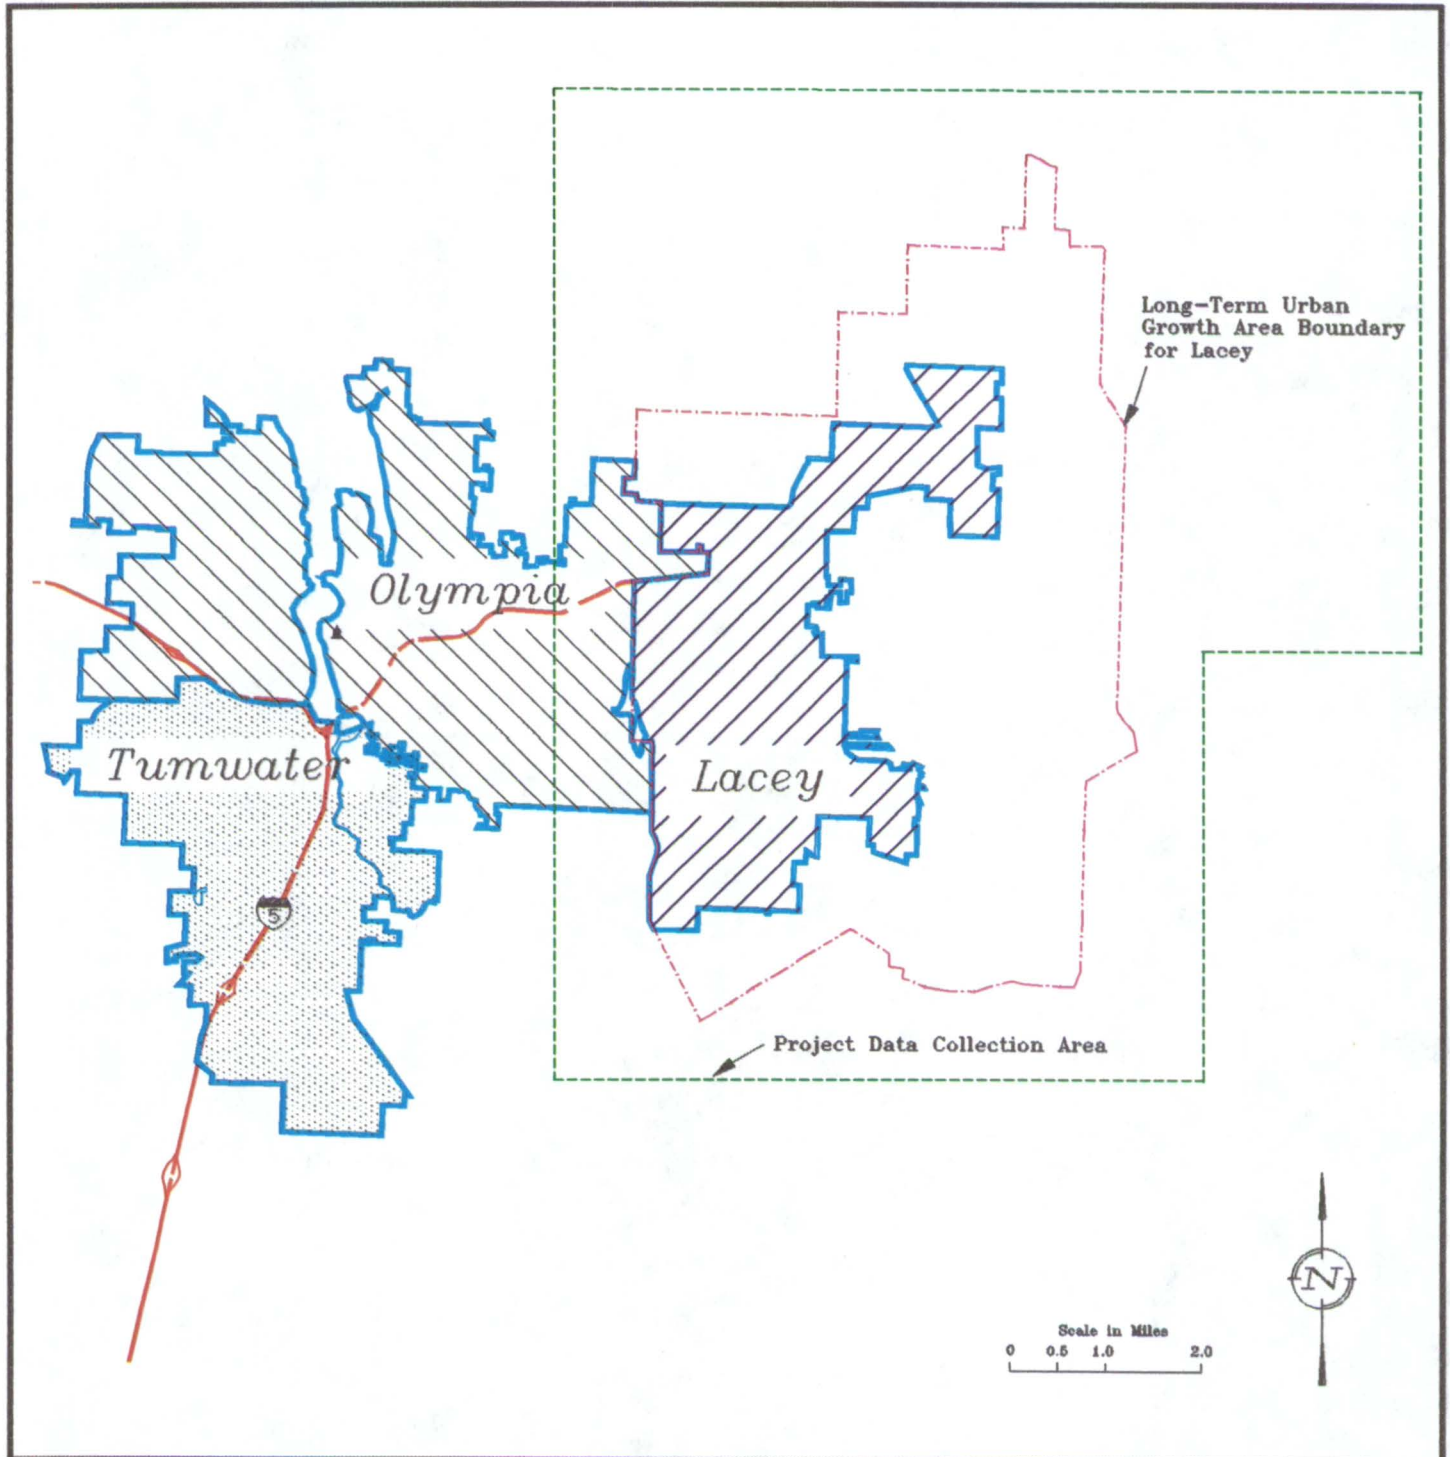 Long-Term Urban
Growth Area Boundary
for Lacey
Olympia
Tumwater
Lacey
5
Project Data Collection Area
N
Scale in Miles
0 0.5 1.0 2.0